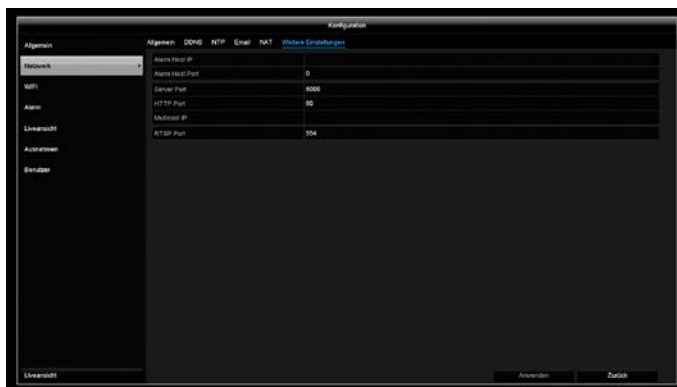 Konfiguration
Allgemein
Netzwerk
WIFI
Alarm
Liveansicht
Ausnahmen
Benutzer
Liveansicht
Allgemein DDNS NTP Email NAT Weitere Einstellungen
Alarm Host IP
Alarm Host Port 0
Server Port 8000
HTTP Port 80
Multicast IP
RTSP Port 554
Anwenden Zurück